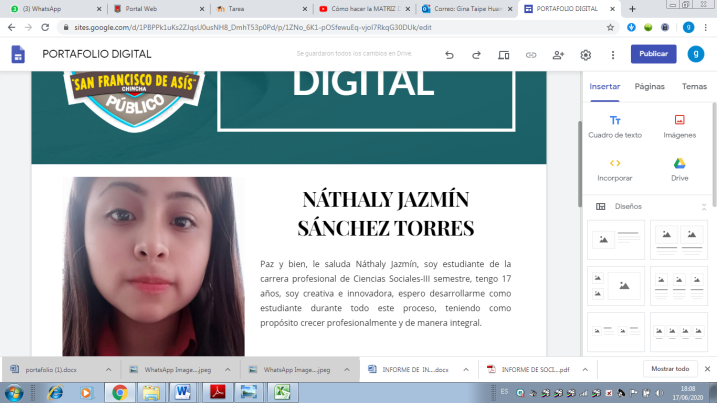 (3) WhatsApp
Portal Web
Tarea
Cómo hacer la MATRIZ D
Correo: Gina Taipe Huam
PORTAFOLIO DIGITAL
sites.google.com/d/1PBPPk1uKs2ZJqsU0usNH8_DmhT53p0Pd/p/1ZNo_6K1-pOSfewuEq-vjoI7RkqG30DUk/edit
PORTAFOLIO DIGITAL
Se guardaron todos los cambios en Drive.
Publicar
g
Insertar
Páginas
Temas
"SAN FRANCISCO DE ASÍS"
CHINCHA
PÚBLICO
DIGITAL
Tт
Cuadro de texto
Imágenes
Incorporar
Drive
Diseños
NÁTHALY JAZMÍN
SÁNCHEZ TORRES
Paz y bien, le saluda Náthaly Jazmín, soy estudiante de la
carrera profesional de Ciencias Sociales-III semestre, tengo 17
años, soy creativa e innovadora, espero desarrollarme como
estudiante durante todo este proceso, teniendo como
propósito crecer profesionalmente y de manera integral.
portafolio (1).docx
WhatsApp Image....jpeg
WhatsApp Image....jpeg
INFORME DE IN....docx
INFORME DE SOCI....pdf
Mostrar todo
ES
18:08
17/06/2020